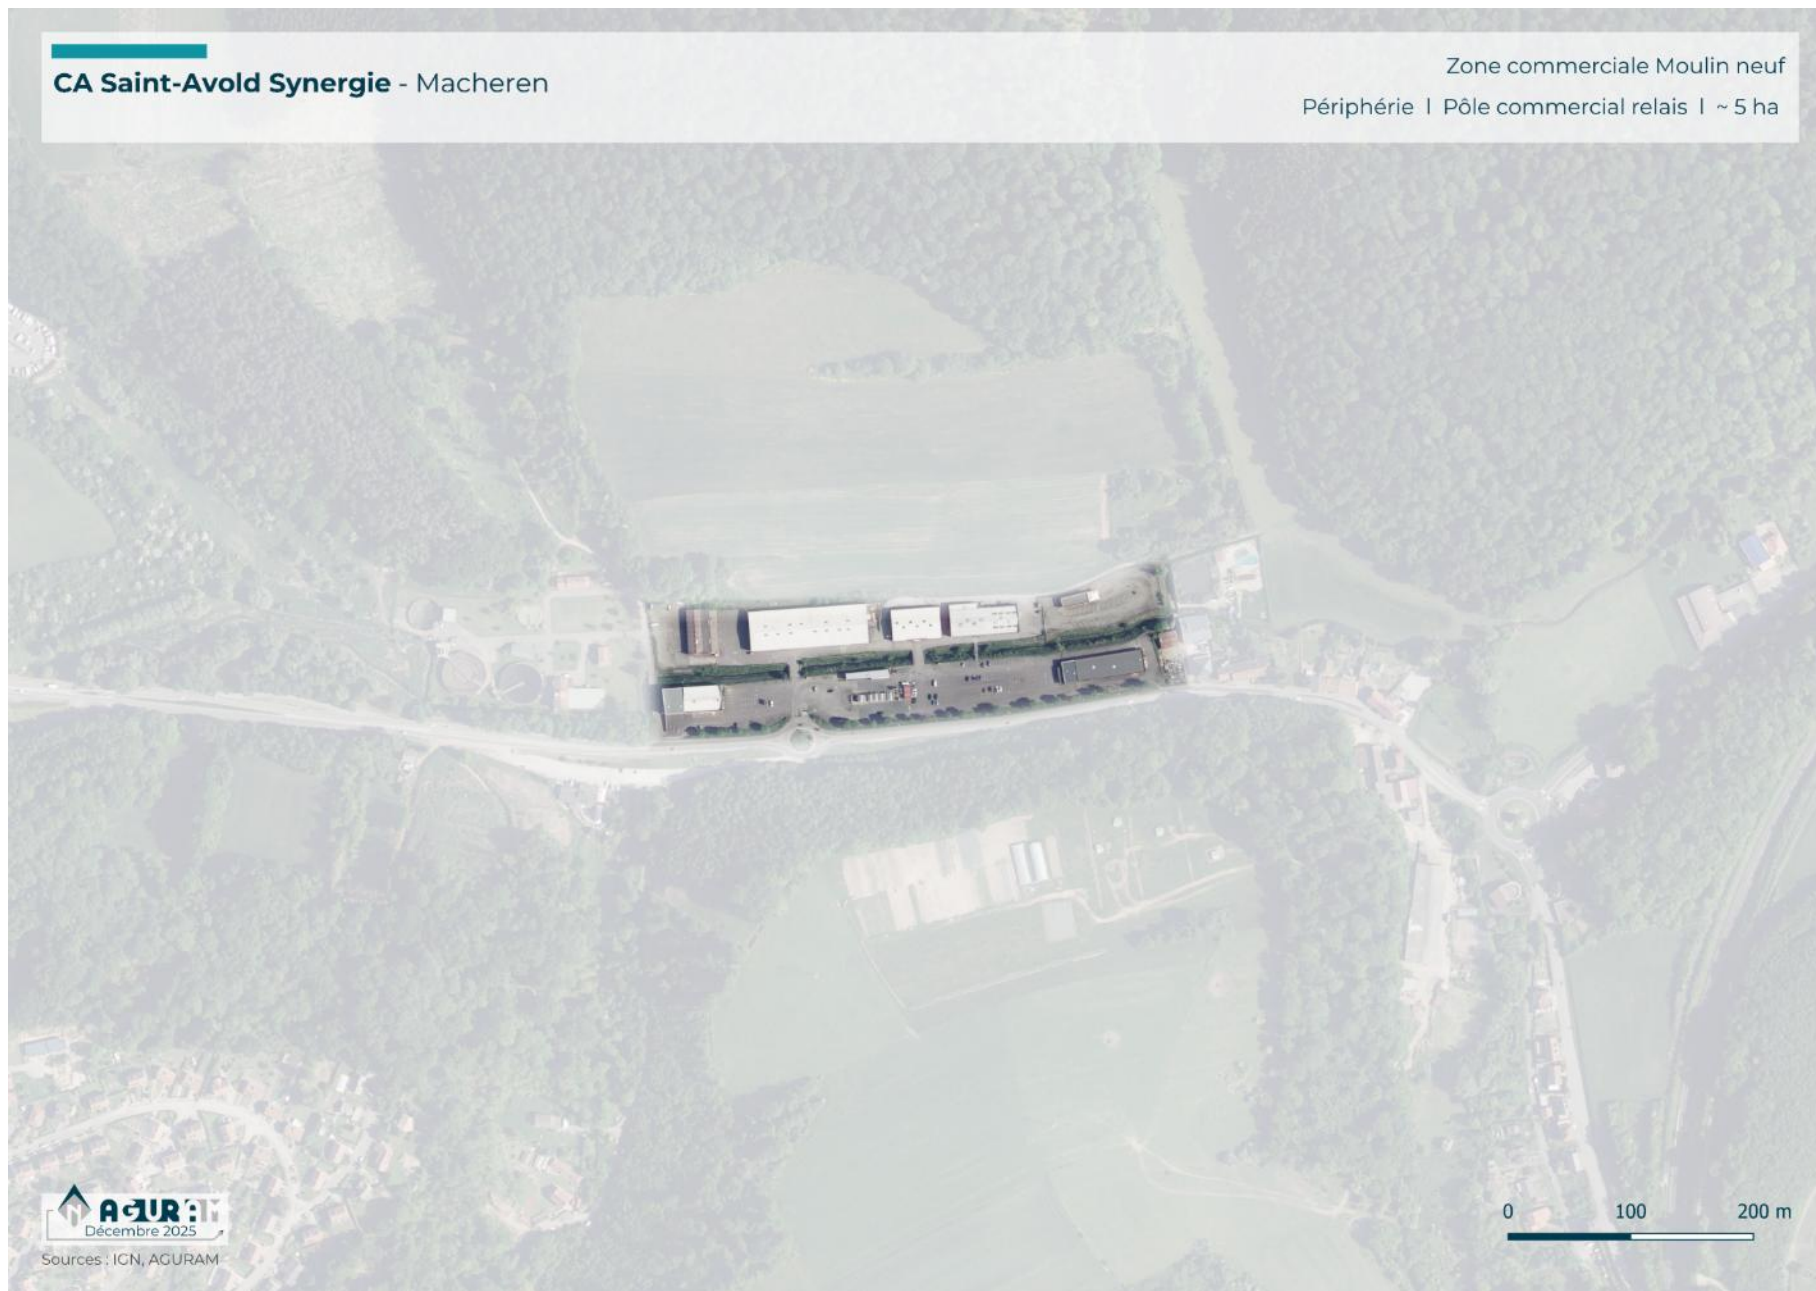 CA Saint-Avold Synergie - Macheren
Zone commerciale Moulin neuf
Périphérie | Pôle commercial relais | ~ 5 ha
AGURAM
Décembre 2025
Sources : IGN, AGURAM
0 100 200 m